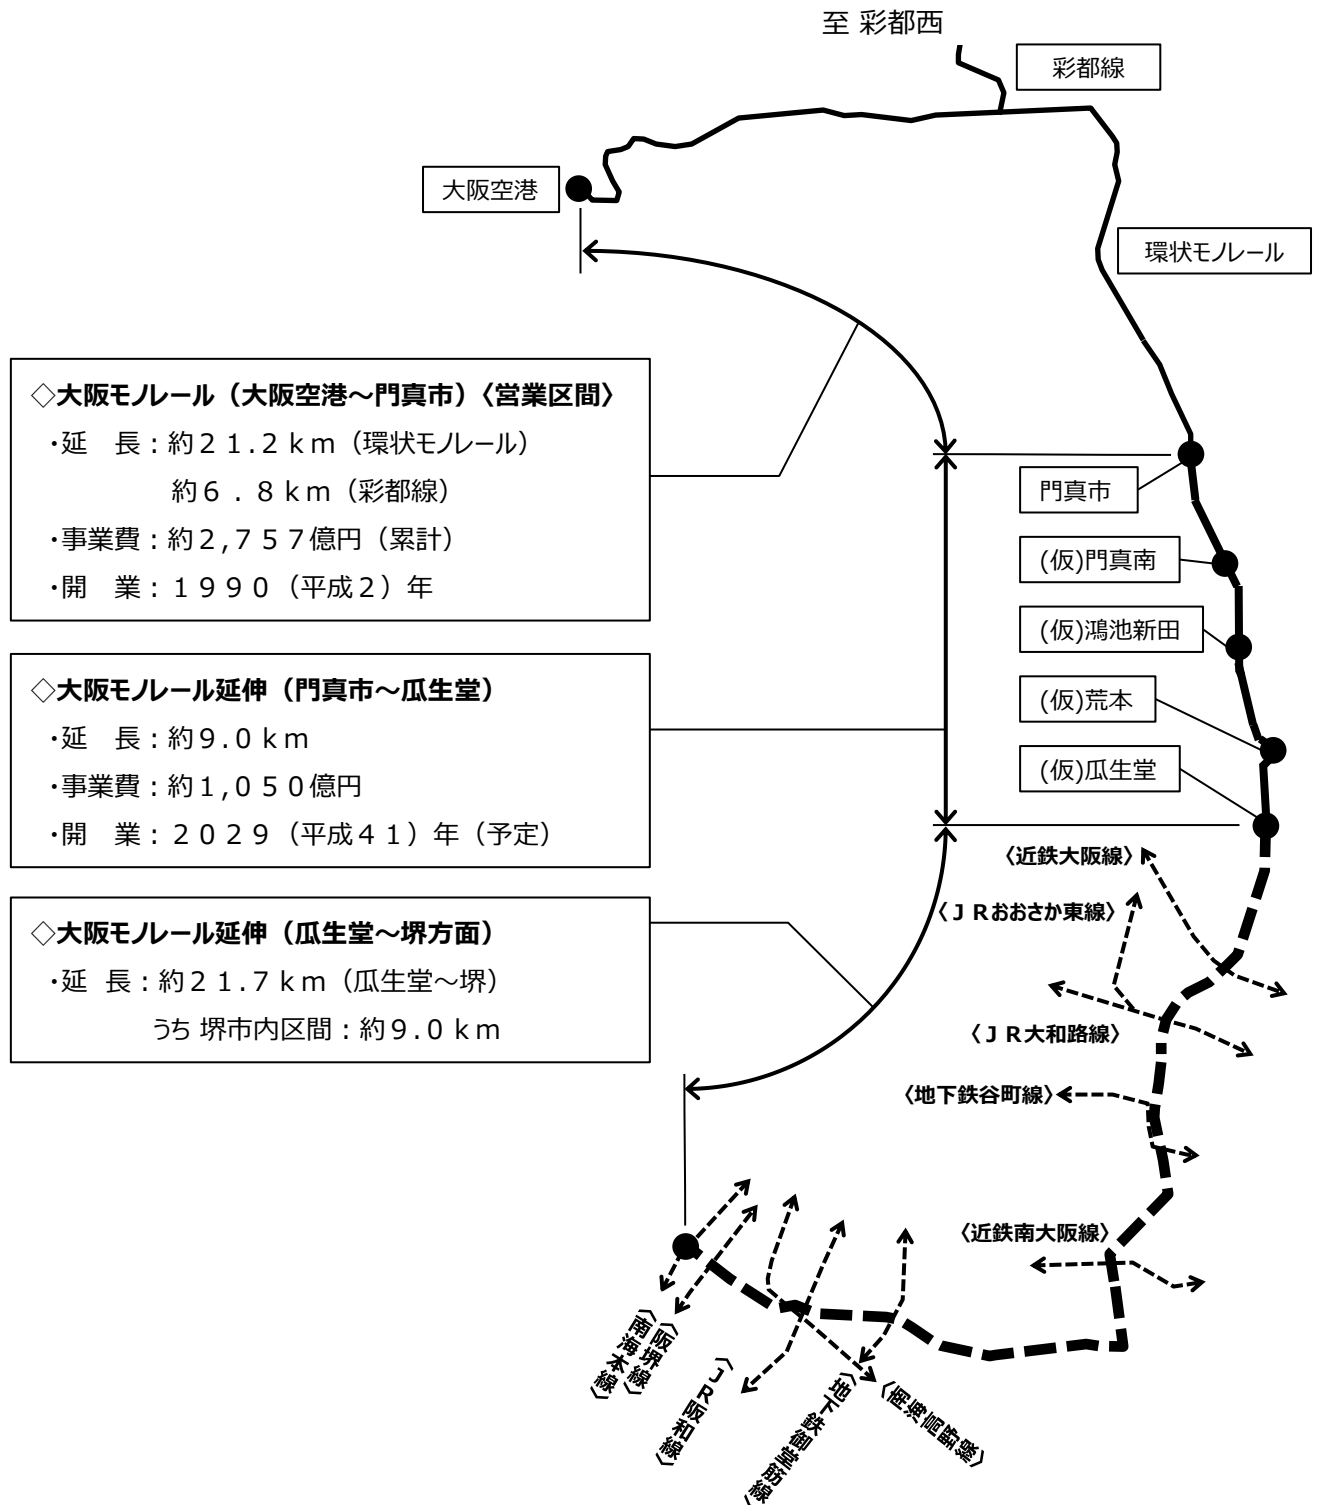 至 彩都西
彩都線
大阪空港
環状モノレール
◇大阪モノレール（大阪空港～門真市）〈営業区間〉
・延　長：約２１.２ｋｍ（環状モノレール）
約６．８ｋｍ（彩都線）
・事業費：約２,７５７億円（累計）
・開　業：１９９０（平成２）年
門真市
(仮)門真南
(仮)鴻池新田
(仮)荒本
(仮)瓜生堂
◇大阪モノレール延伸（門真市～瓜生堂）
・延　長：約９.０ｋｍ
・事業費：約１,０５０億円
・開　業：２０２９（平成４１）年（予定）
◇大阪モノレール延伸（瓜生堂～堺方面）
・延 長：約２１.７ｋｍ（瓜生堂～堺）
うち 堺市内区間：約９.０ｋｍ
〈近鉄大阪線〉
〈ＪＲおおさか東線〉
〈ＪＲ大和路線〉
〈地下鉄谷町線〉
〈近鉄南大阪線〉
〈南海本線〉
〈阪堺線〉
〈ＪＲ阪和線〉
〈地下鉄御堂筋線〉
〈南海高野線〉